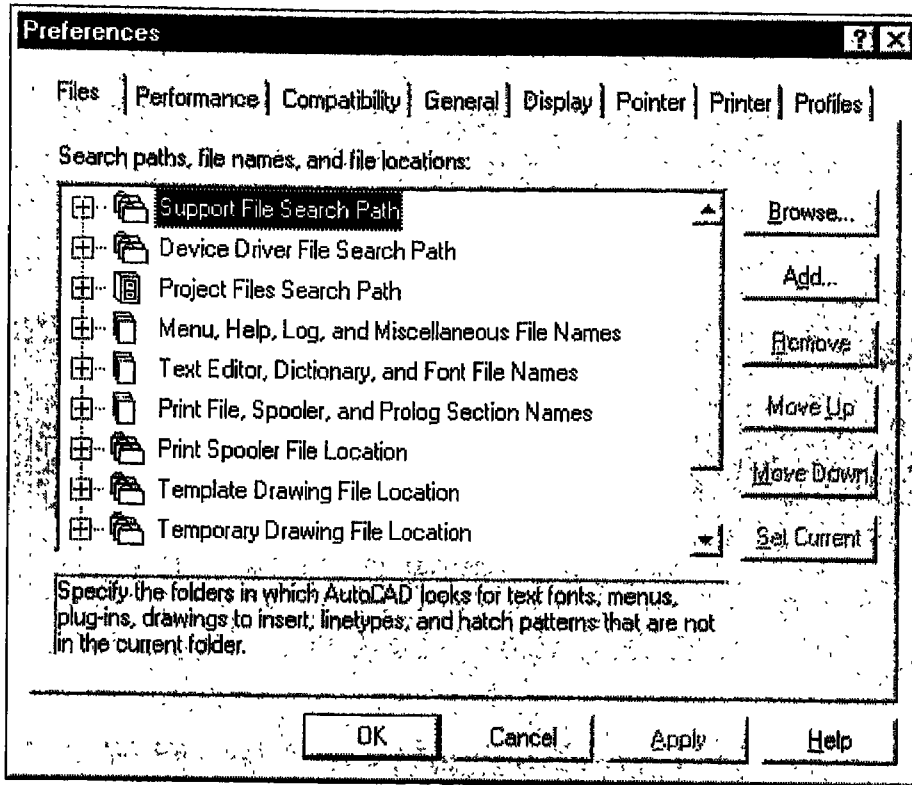 Preferences
Files Performance Compatibility General Display Pointer Printer Profiles
Search paths, file names, and file locations:
Support File Search Path
Device Driver File Search Path
Project Files Search Path
Menu, Help, Log, and Miscellaneous File Names
Text Editor, Dictionary, and Font File Names
Print File, Spooler, and Prolog Section Names
Print Spooler File Location
Template Drawing File Location
Temporary Drawing File Location
Browse...
Add...
Remove
Move Up
Move Down
Set Current
Specify the folders in which AutoCAD looks for text fonts, menus,
plug-ins, drawings to insert, linetypes, and hatch patterns that are not
in the current folder.
OK Cancel Apply Help